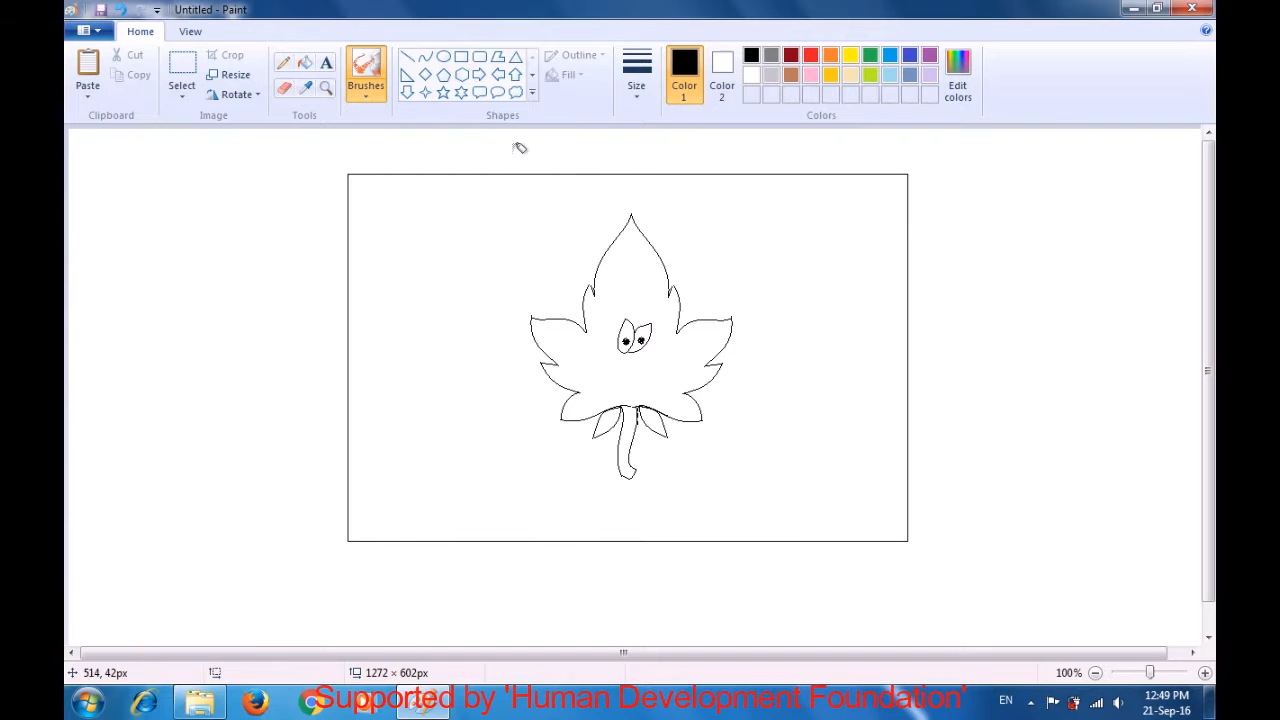 Untitled - Paint
Home View
Paste
Cut
Copy
Clipboard
Select
Crop
Resize
Rotate
Image
A
Tools
Brushes
Shapes
Outline
Fill
Size
Color 1
Color 2
Edit colors
Colors
514, 42px
1272 × 602px
100%
Supported by 'Human Development Foundation'
EN
12:49 PM
21-Sep-16